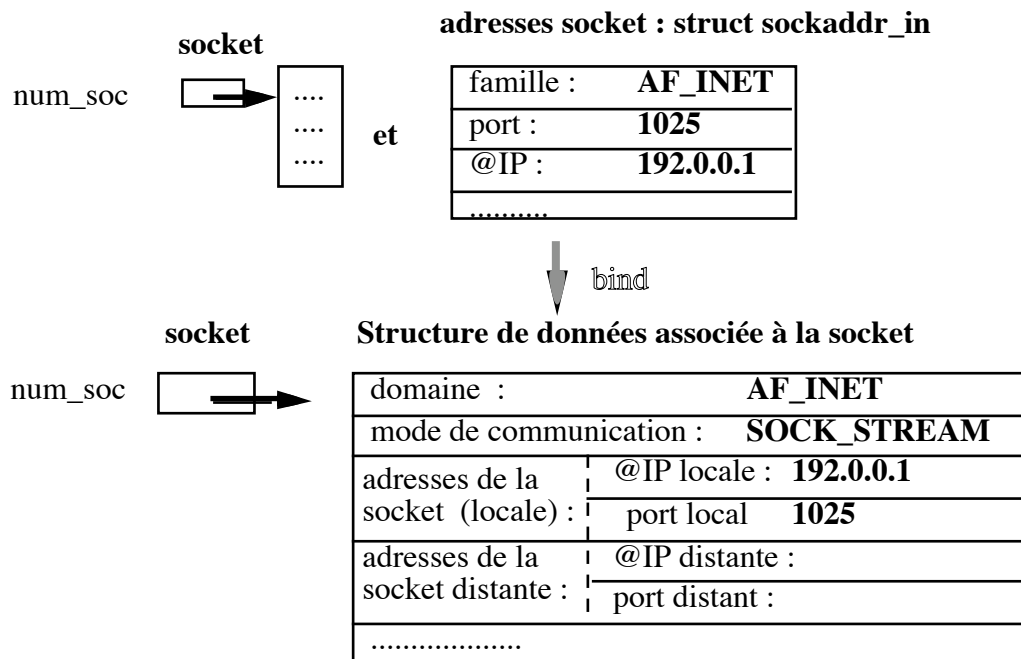 adresses socket : struct sockaddr_in
socket
num_soc
....
....
....
et
famille : AF_INET
port : 1025
@IP : 192.0.0.1
..........
bind
socket
Structure de données associée à la socket
num_soc
domaine : AF_INET
mode de communication : SOCK_STREAM
adresses de la
socket (locale) :
@IP locale : 192.0.0.1
port local 1025
adresses de la
socket distante :
@IP distante :
port distant :
...................